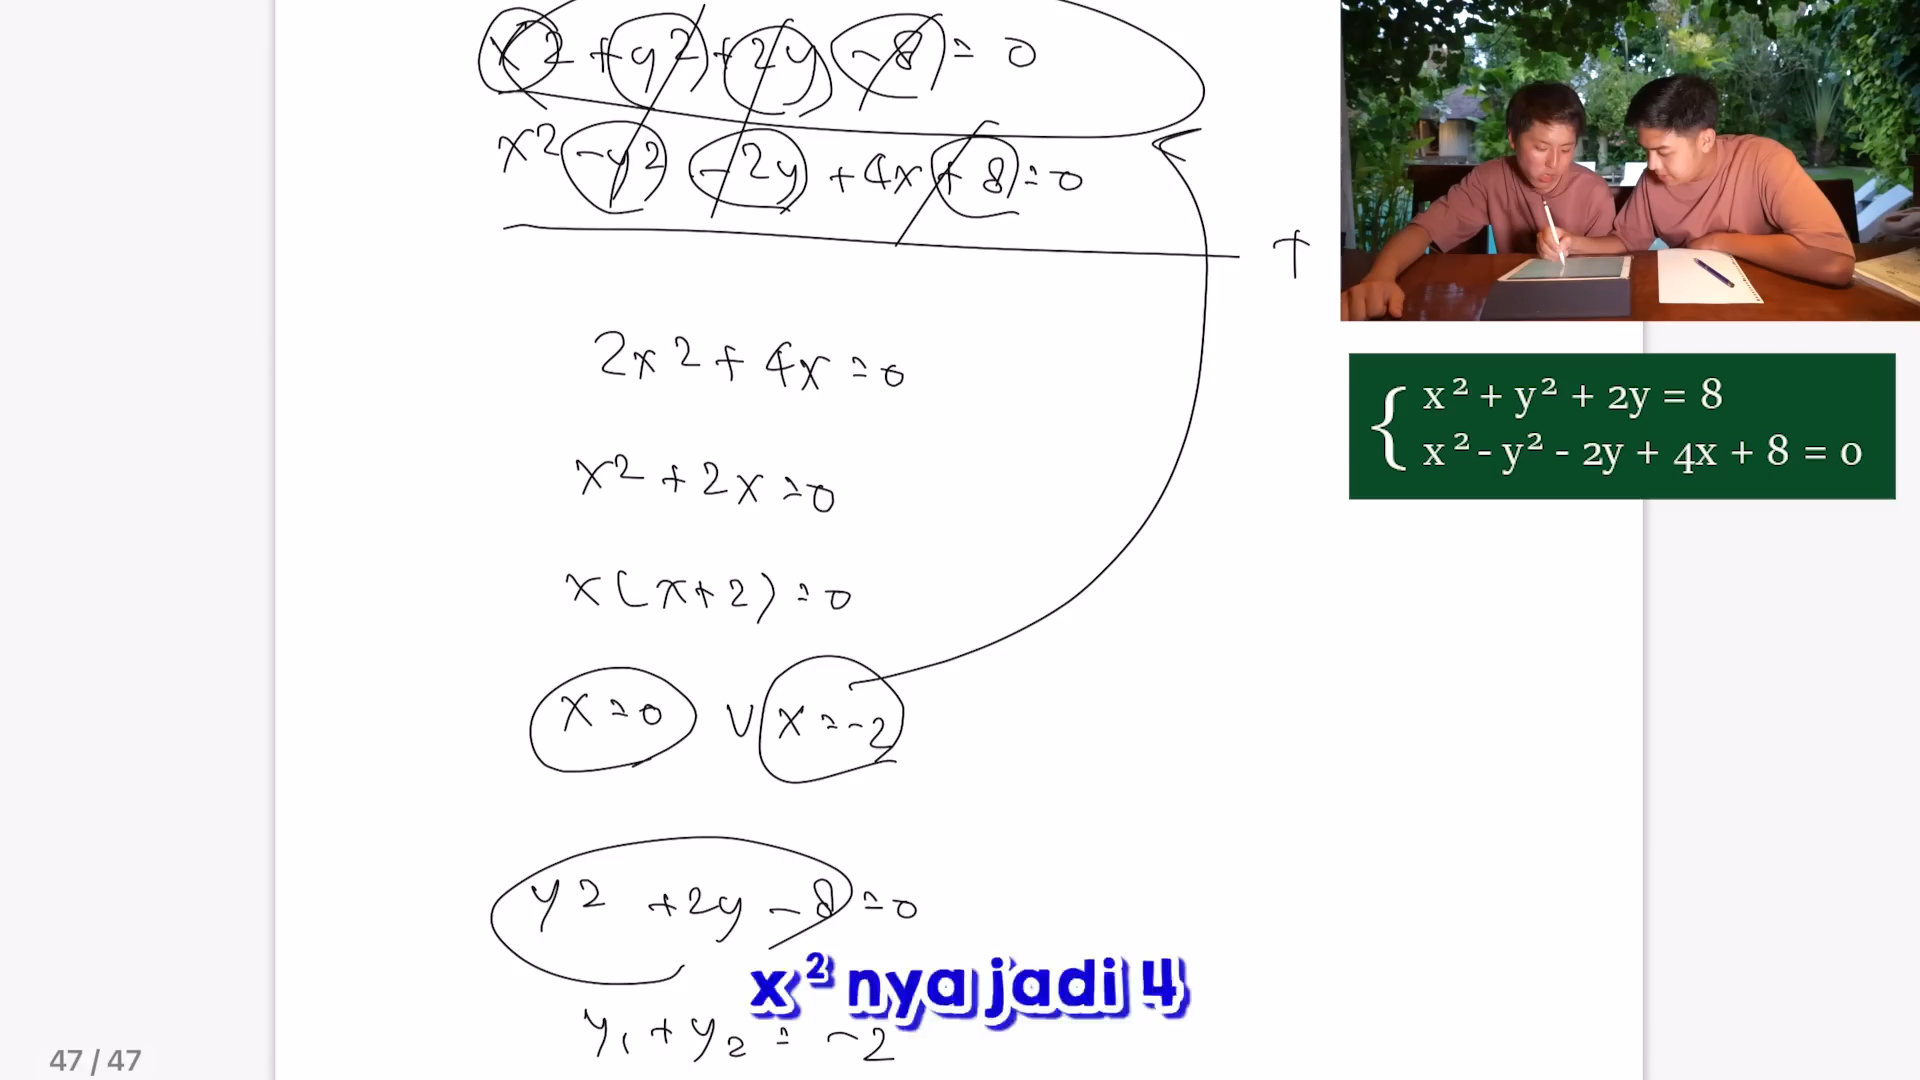 x² + y² + 2y - 8 = 0
x² - y² - 2y + 4x + 8 = 0
+
2x² + 4x = 0
x² + 2x = 0
x(x+2) = 0
x = 0 V x = -2
y² + 2y - 8 = 0
y₁ + y₂ = -2
x² nya jadi 4
x² + y² + 2y = 8
x² - y² - 2y + 4x + 8 = 0
47 / 47